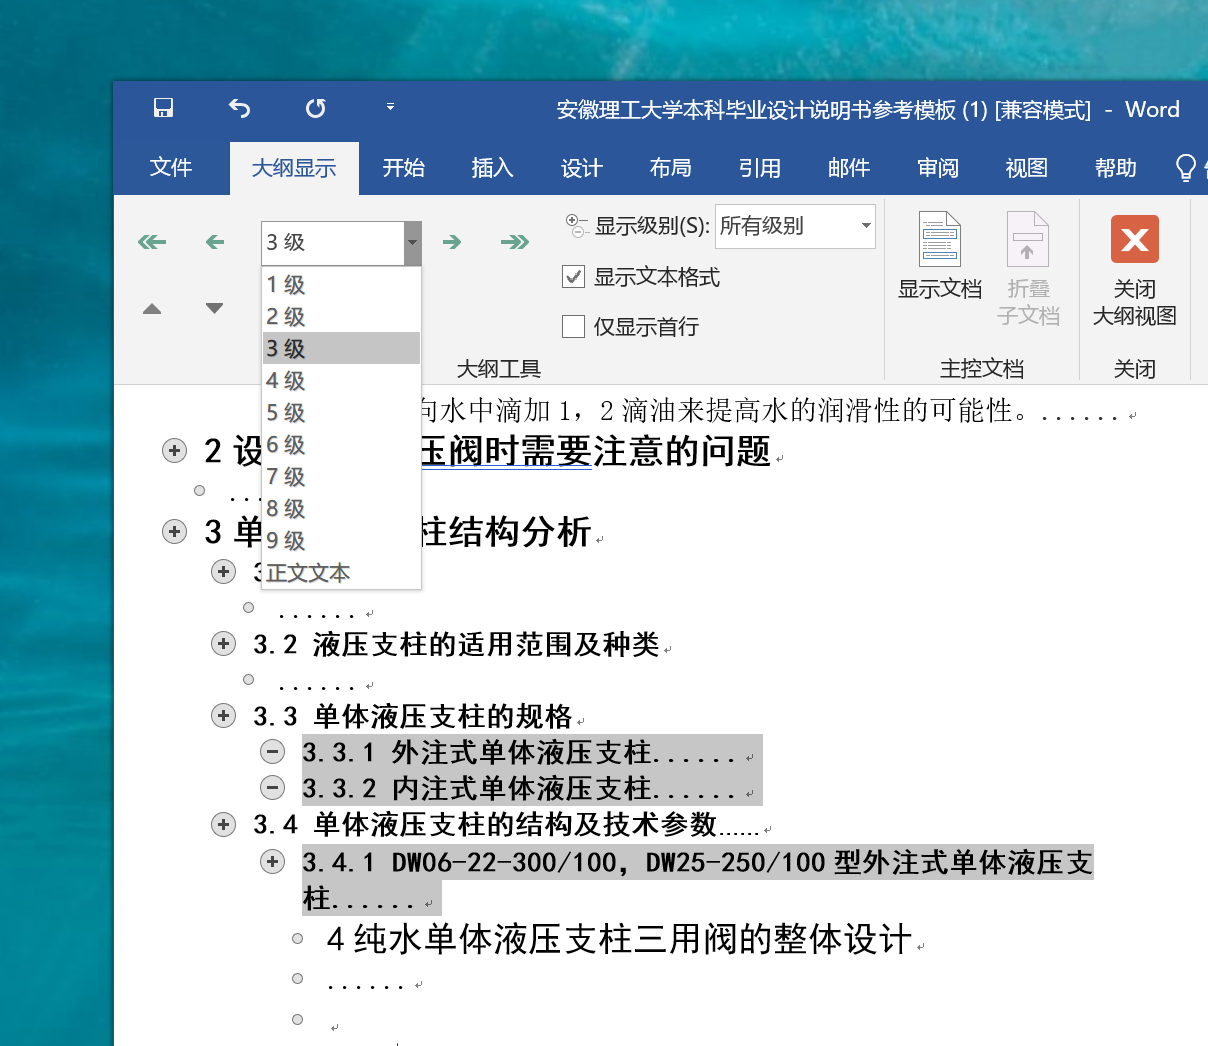 安徽理工大学本科毕业设计说明书参考模板 (1) [兼容模式] - Word
文件 大纲显示 开始 插入 设计 布局 引用 邮件 审阅 视图 帮助
3 级
显示级别(S): 所有级别
显示文本格式
仅显示首行
大纲工具
显示文档
折叠
子文档
主控文档
关闭
大纲视图
关闭
1 级
2 级
3 级
4 级
5 级
6 级
7 级
8 级
9 级
正文文本
向水中滴加 1，2 滴油来提高水的润滑性的可能性。......
2 设 压阀时需要注意的问题
...
3 单 柱结构分析
......
3.2 液压支柱的适用范围及种类
......
3.3 单体液压支柱的规格
3.3.1 外注式单体液压支柱......
3.3.2 内注式单体液压支柱......
3.4 单体液压支柱的结构及技术参数......
3.4.1 DW06-22-300/100，DW25-250/100 型外注式单体液压支
柱......
4 纯水单体液压支柱三用阀的整体设计
......